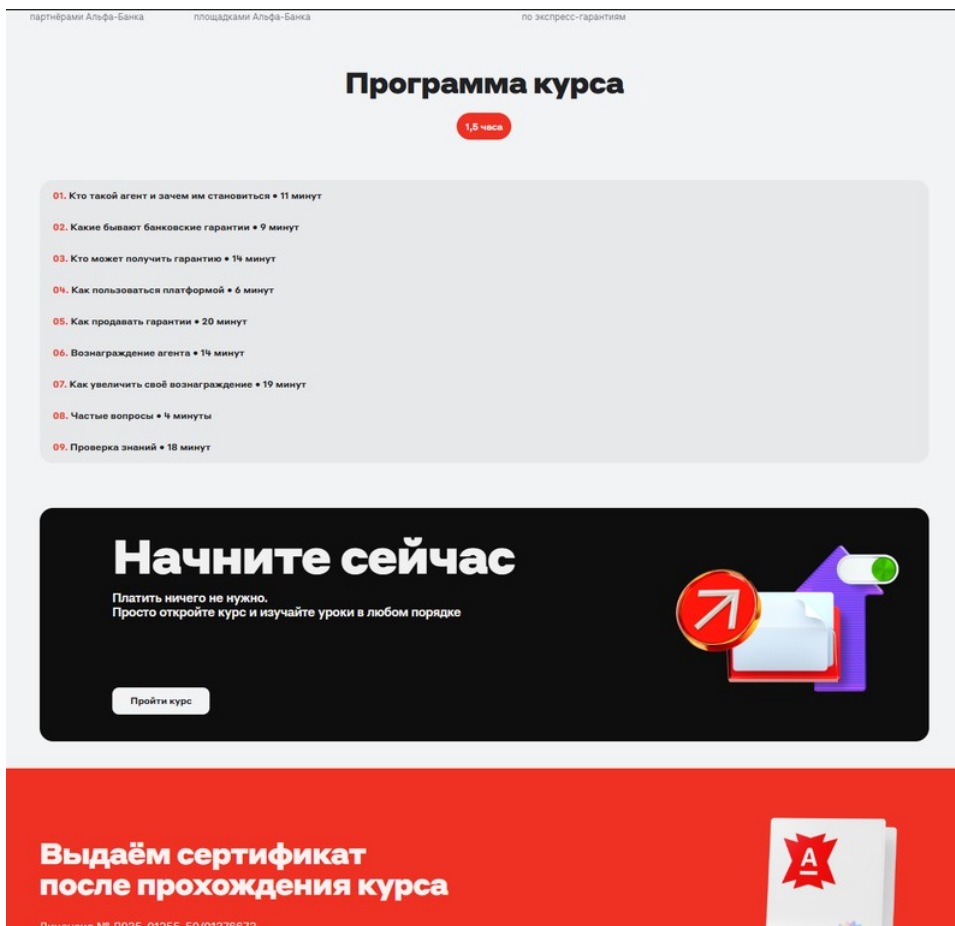 партнёрами Альфа-Банка
площадками Альфа-Банка
по экспресс-гарантиям
Программа курса
1,5 часа
01. Кто такой агент и зачем им становиться • 11 минут
02. Какие бывают банковские гарантии • 9 минут
03. Кто может получить гарантию • 14 минут
04. Как пользоваться платформой • 6 минут
05. Как продавать гарантии • 20 минут
06. Вознаграждение агента • 14 минут
07. Как увеличить своё вознаграждение • 19 минут
08. Частые вопросы • 4 минуты
09. Проверка знаний • 18 минут
Начните сейчас
Платить ничего не нужно.
Просто откройте курс и изучайте уроки в любом порядке
Пройти курс
Выдаём сертификат
после прохождения курса
А